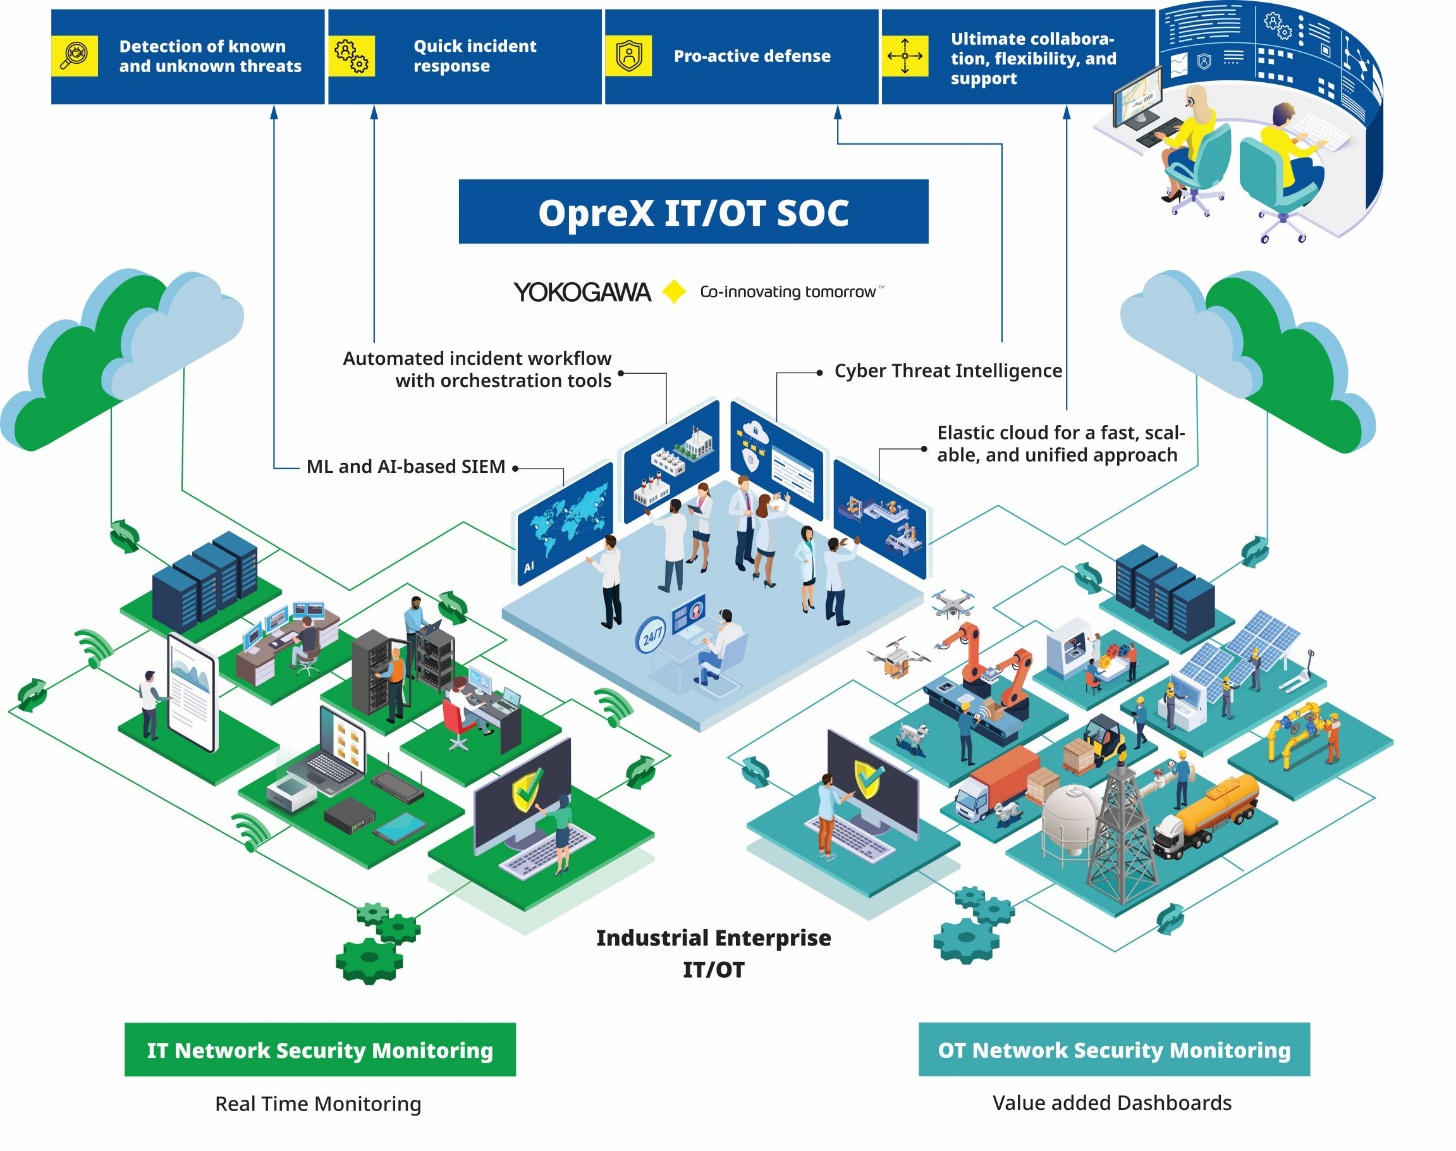 Detection of known
and unknown threats
Quick incident
response
Pro-active defense
Ultimate collabora-
tion, flexibility, and
support
OpreX IT/OT SOC
YOKOGAWA
Co-innovating tomorrow™
Automated incident workflow
with orchestration tools
Cyber Threat Intelligence
Elastic cloud for a fast, scal-
able, and unified approach
ML and AI-based SIEM
AI
24/7
Industrial Enterprise
IT/OT
IT Network Security Monitoring
Real Time Monitoring
OT Network Security Monitoring
Value added Dashboards